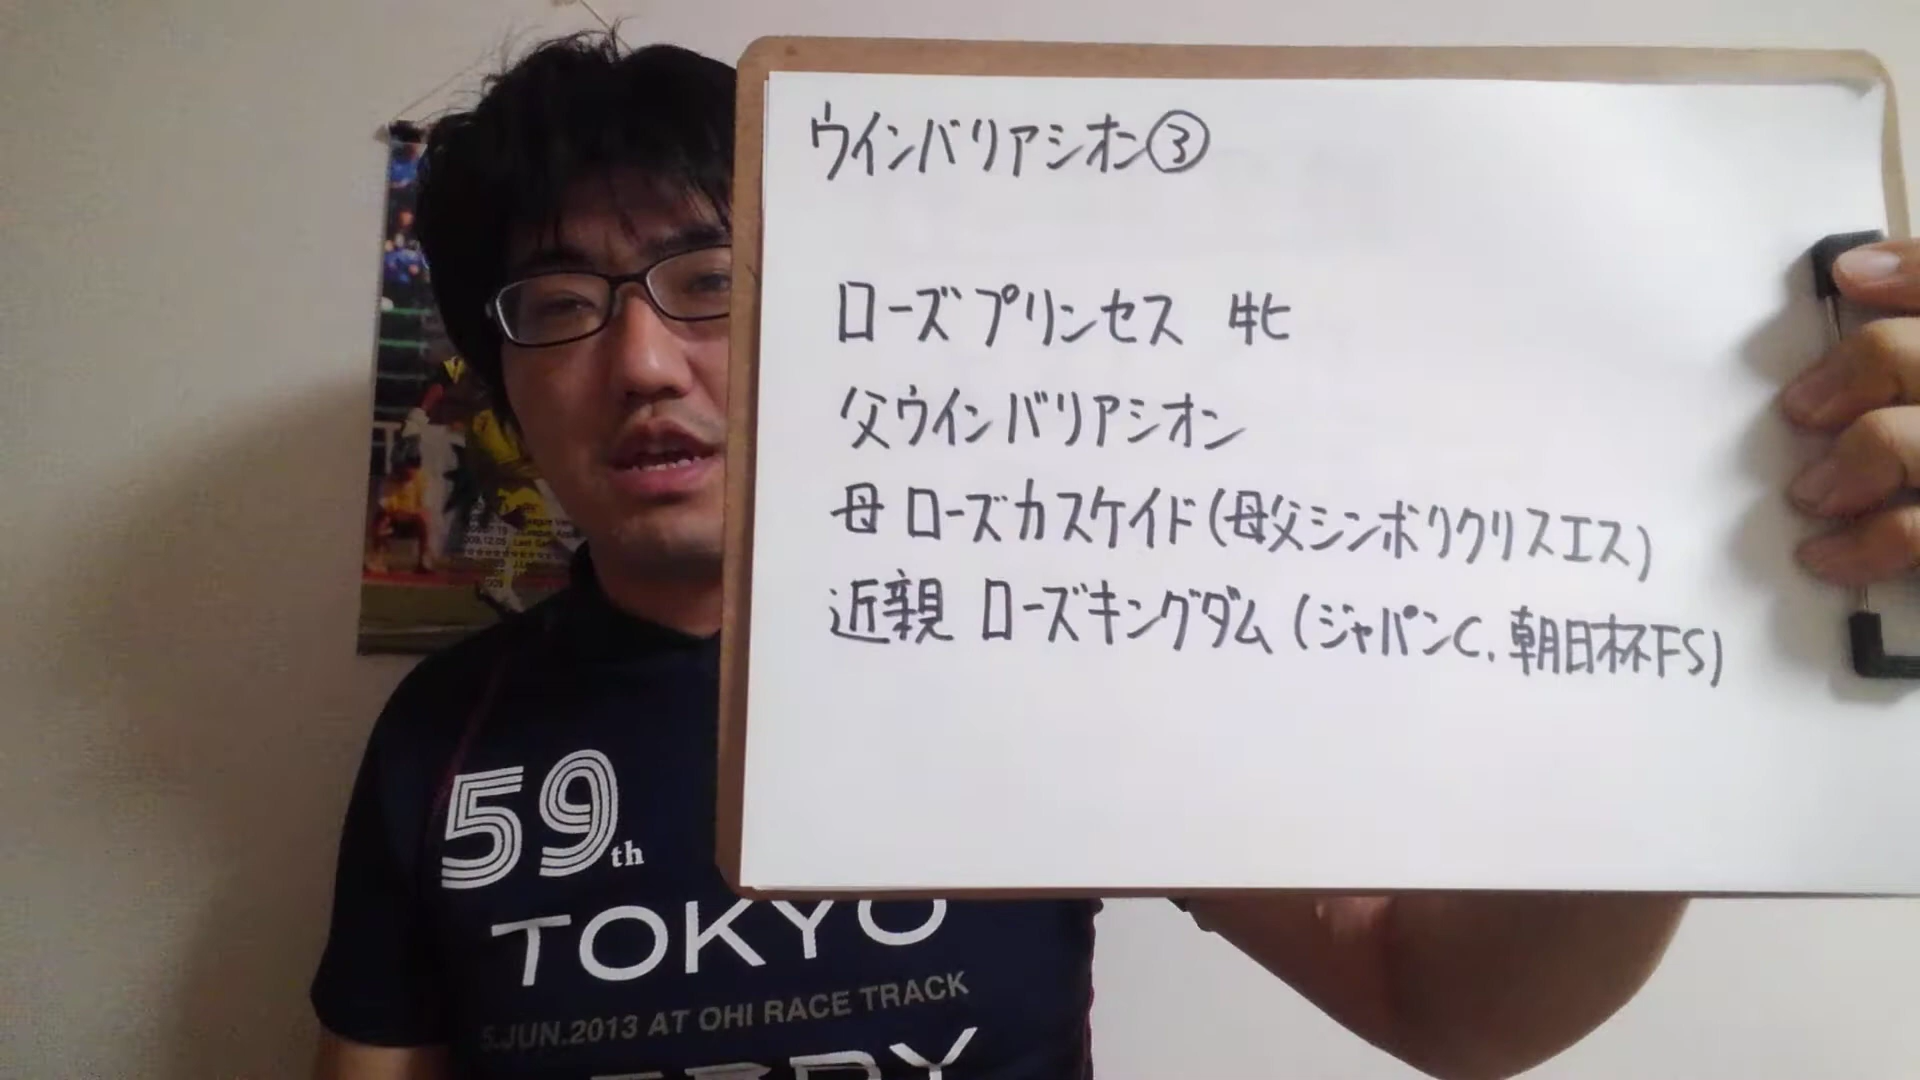 ウインバリアシオン③
ローズプリンセス 牝
父ウインバリアシオン
母 ローズカスケイド(母父シンボリクリスエス)
近親 ローズキングダム(ジャパンC.朝日杯FS)
59th
TOKYO
5.JUN.2013 AT OHI RACE TRACK